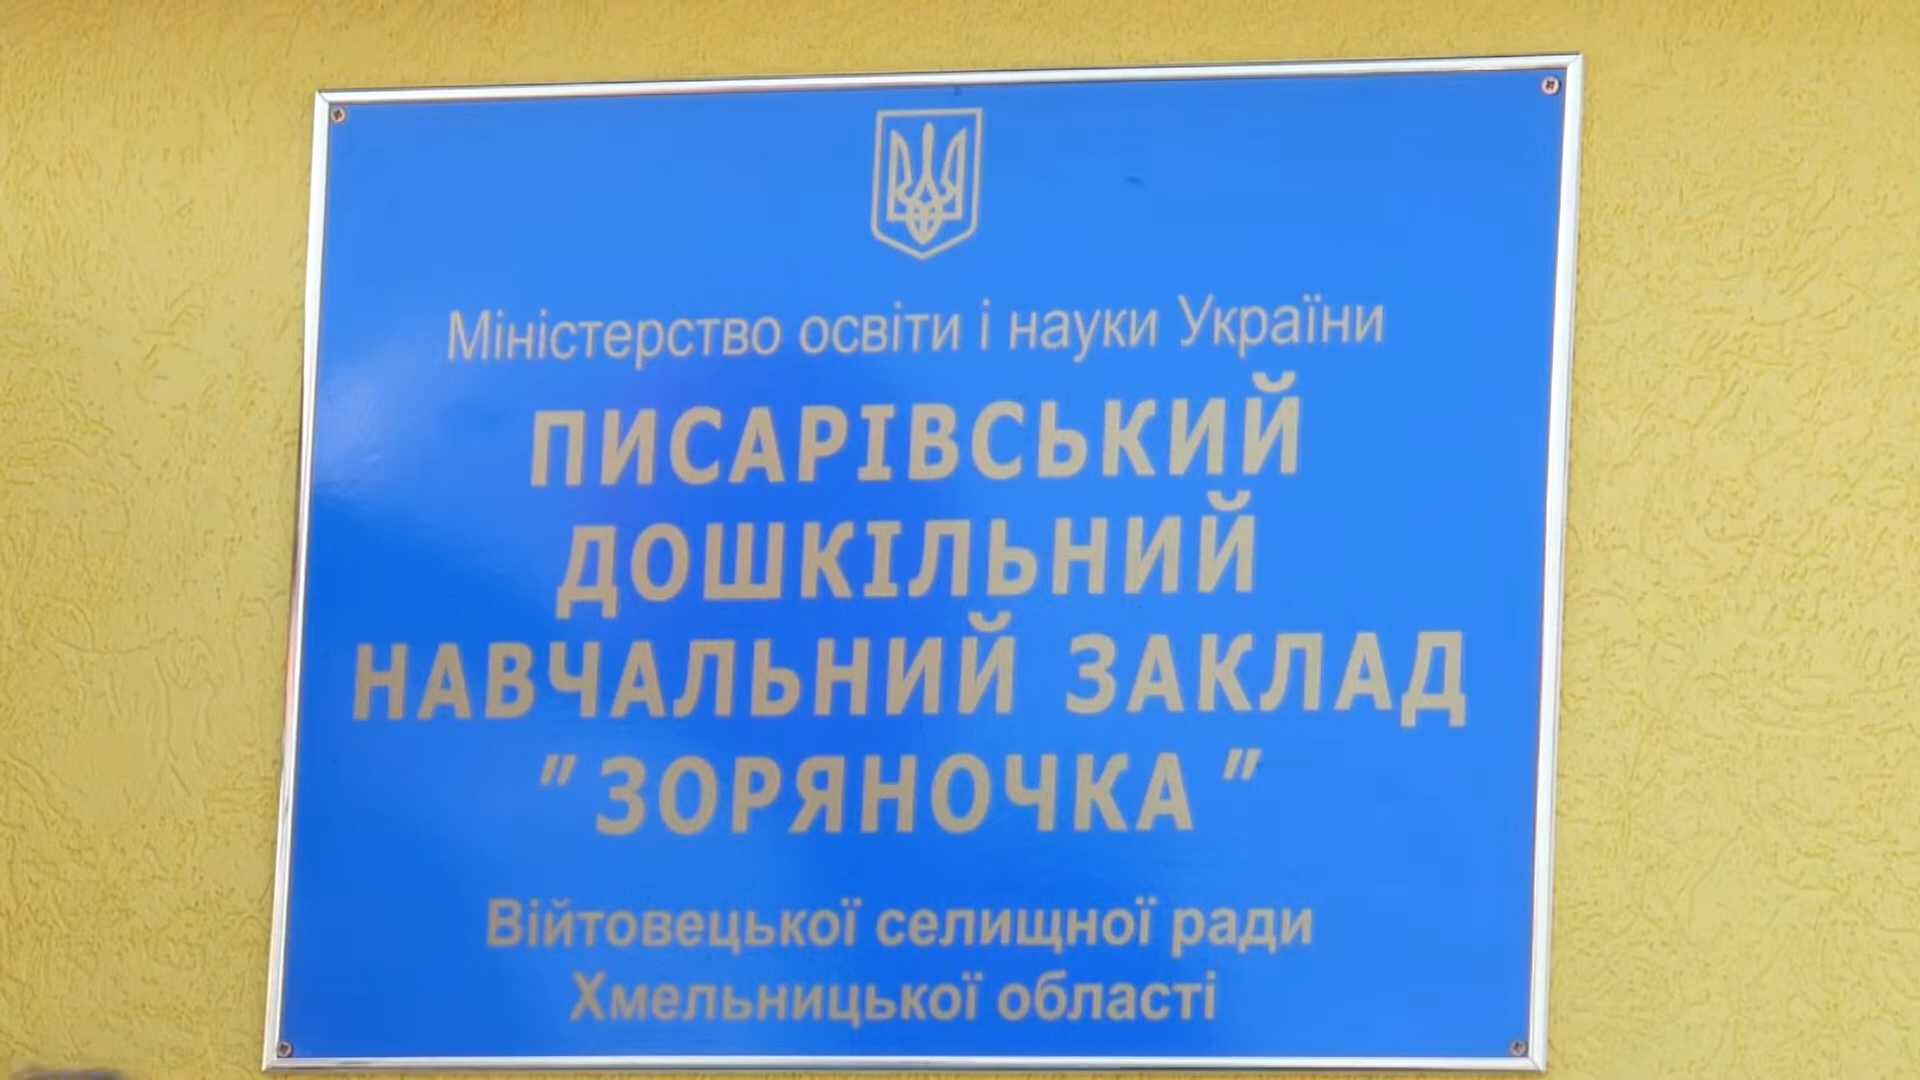 Міністерство освіти і науки України
ПИСАРІВСЬКИЙ
ДОШКІЛЬНИЙ
НАВЧАЛЬНИЙ ЗАКЛАД
"ЗОРЯНОЧКА"
Війтовецької селищної ради
Хмельницької області